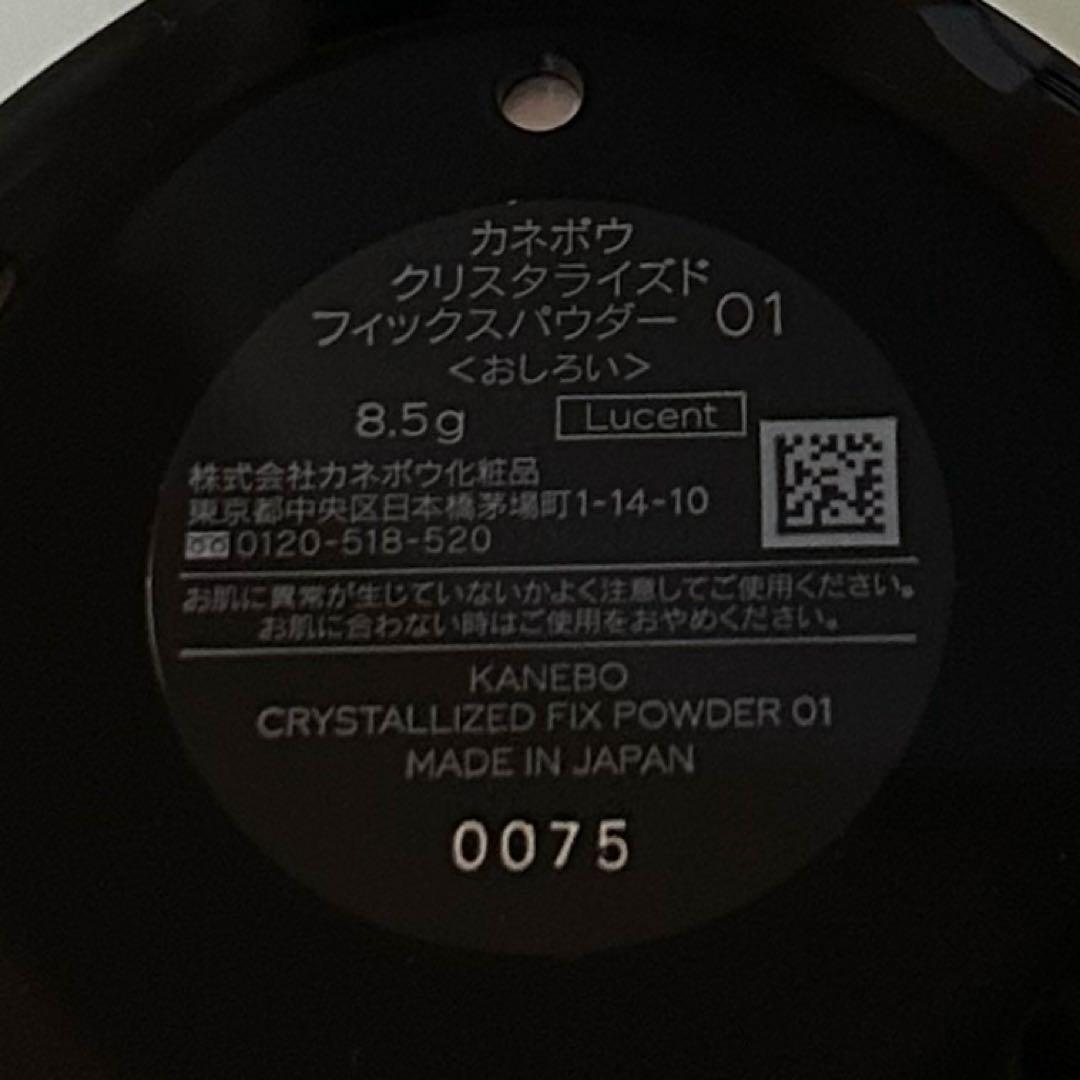 カネボウ
クリスタライズド
フィックスパウダー 01
<おしろい>
8.5g Lucent
株式会社カネボウ化粧品
東京都中央区日本橋茅場町1-14-10
0120-518-520
お肌に異常が生じていないかよく注意してご使用ください。
お肌に合わない時はご使用をおやめください。
KANEBO
CRYSTALLIZED FIX POWDER 01
MADE IN JAPAN
0075